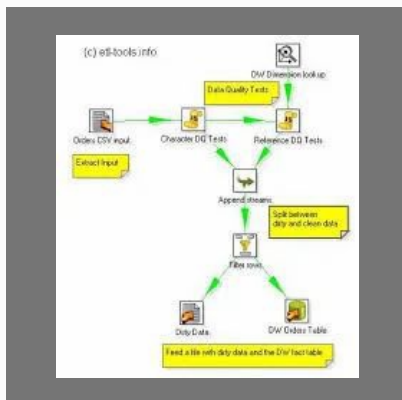 (c) etl-tools.info
DW Dimension lookup
Data Quality Tests
Orders CSV input
Character DQ Tests
Reference DQ Tests
Extract Input
Append streams
Split between
dirty and clean data
Filter rows
Dirty Data
DW Orders Table
Feed a file with dirty data and the DW fact table